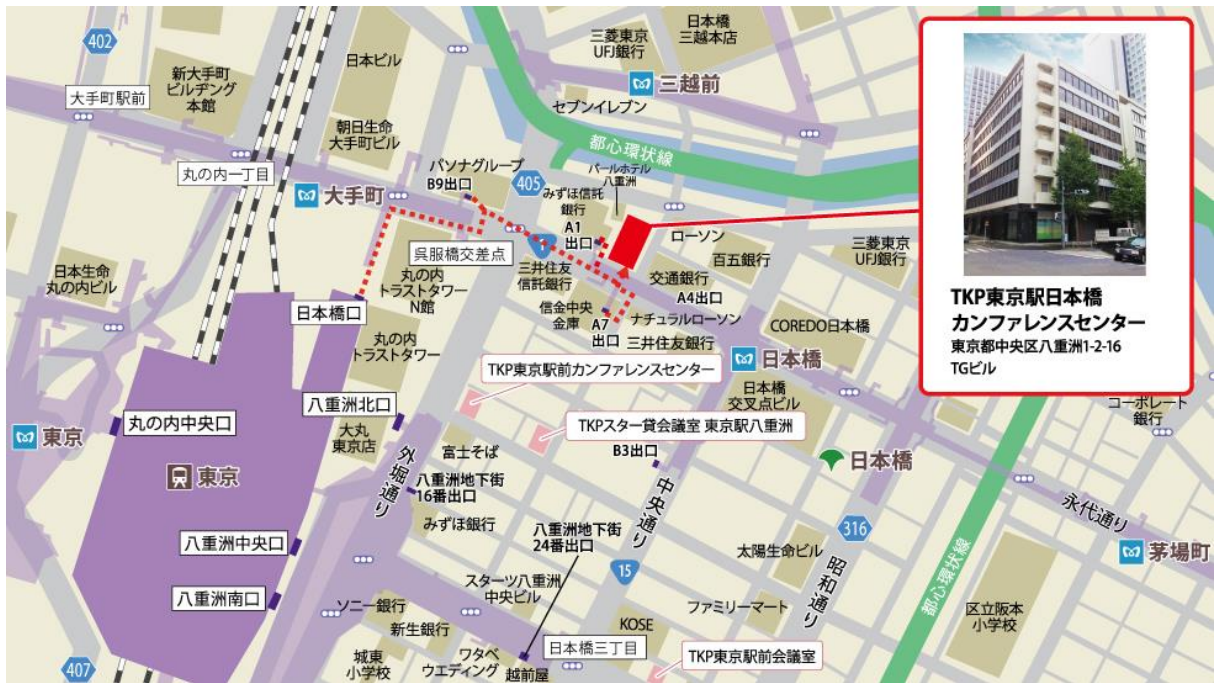 402
新大手町
ビルヂング
本館
日本ビル
三菱東京
UFJ銀行
日本橋
三越本店
三越前
大手町駅前
セブンイレブン
朝日生命
大手町ビル
都心環状線
丸の内一丁目
大手町
パソナグループ
B9出口
405
パールホテル
八重洲
みずほ信託
銀行
A1
出口
1
呉服橋交差点
ローソン
百五銀行
三菱東京
UFJ銀行
三井住友
信託銀行
交通銀行
A4出口
日本生命
丸の内ビル
丸の内
トラストタワー
N館
信金中央
金庫
A7
出口
ナチュラルローソン
三井住友銀行
COREDO日本橋
日本橋口
丸の内
トラストタワー
日本橋
TKP東京駅前カンファレンスセンター
日本橋
交叉点ビル
八重洲北口
丸の内中央口
東京
大丸
東京店
TKPスター貸会議室 東京駅八重洲
富士そば
B3出口
日本橋
東京
外堀通り
八重洲地下街
16番出口
中央通り
みずほ銀行
八重洲地下街
24番出口
316
永代通り
茅場町
八重洲中央口
太陽生命ビル
昭和通り
都心環状線
15
スターツ八重洲
中央ビル
八重洲南口
ソニー銀行
新生銀行
ファミリーマート
区立阪本
小学校
KOSE
日本橋三丁目
407
城東
小学校
ワタベ
ウエディング
越前屋
TKP東京駅前会議室
コーポレート
銀行
TKP東京駅日本橋
カンファレンスセンター
東京都中央区八重洲1-2-16
TGビル